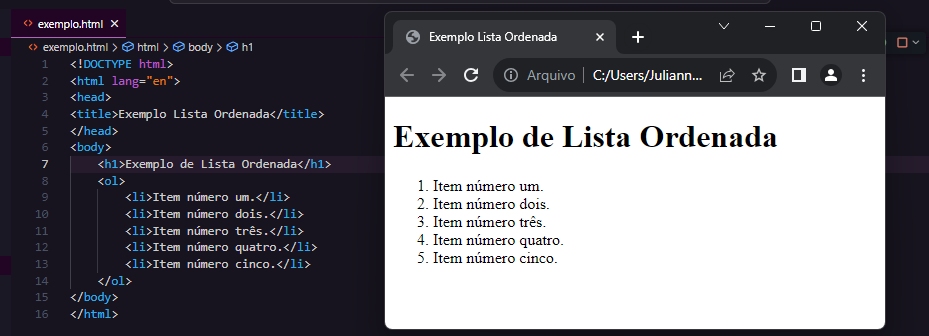 exemplo.html
exemplo.html > html > body > h1
1 <!DOCTYPE html>
2 <html lang="en">
3 <head>
4 <title>Exemplo Lista Ordenada</title>
5 </head>
6 <body>
7 <h1>Exemplo de Lista Ordenada</h1>
8 <ol>
9 <li>Item número um.</li>
10 <li>Item número dois.</li>
11 <li>Item número três.</li>
12 <li>Item número quatro.</li>
13 <li>Item número cinco.</li>
14 </ol>
15 </body>
16 </html>
Exemplo Lista Ordenada
Arquivo | C:/Users/Juliann...
Exemplo de Lista Ordenada
1. Item número um.
2. Item número dois.
3. Item número três.
4. Item número quatro.
5. Item número cinco.